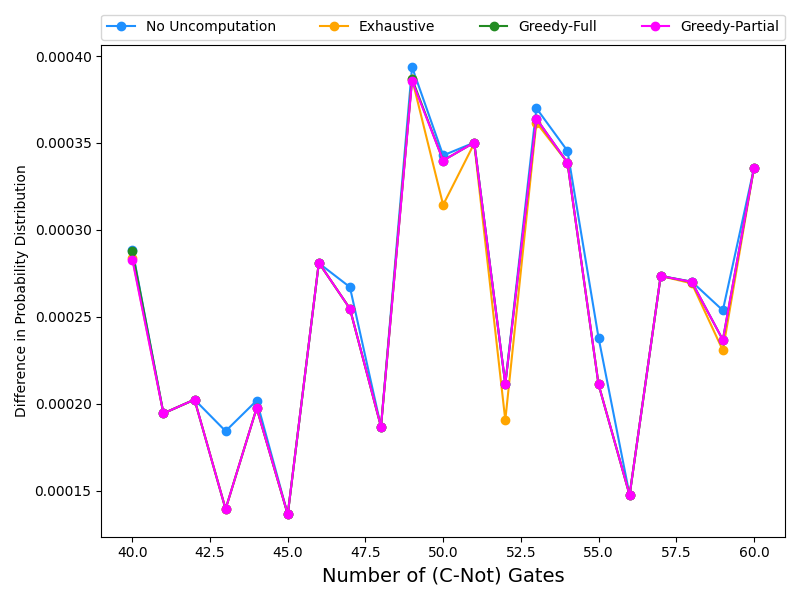 No Uncomputation Exhaustive Greedy-Full Greedy-Partial
0.00040
0.00035
0.00030
0.00025
0.00020
0.00015
Difference in Probability Distribution
40.0 42.5 45.0 47.5 50.0 52.5 55.0 57.5 60.0
Number of (C-Not) Gates